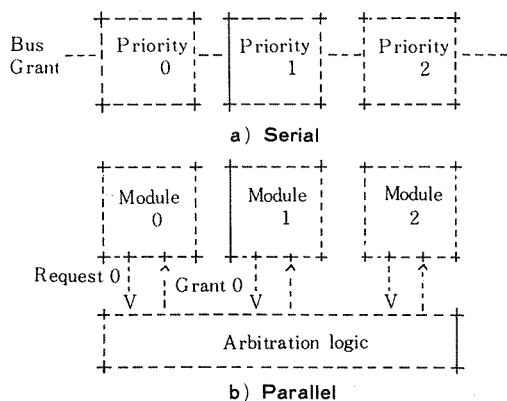 Bus Grant
Priority 0
Priority 1
Priority 2
a) Serial
Module 0
Module 1
Module 2
Request 0
Grant 0
Arbitration logic
b) Parallel